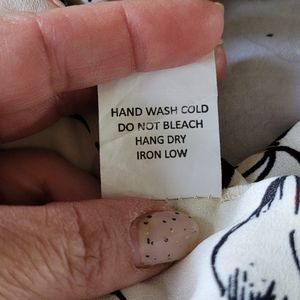 HAND WASH COLD
DO NOT BLEACH
HANG DRY
IRON LOW